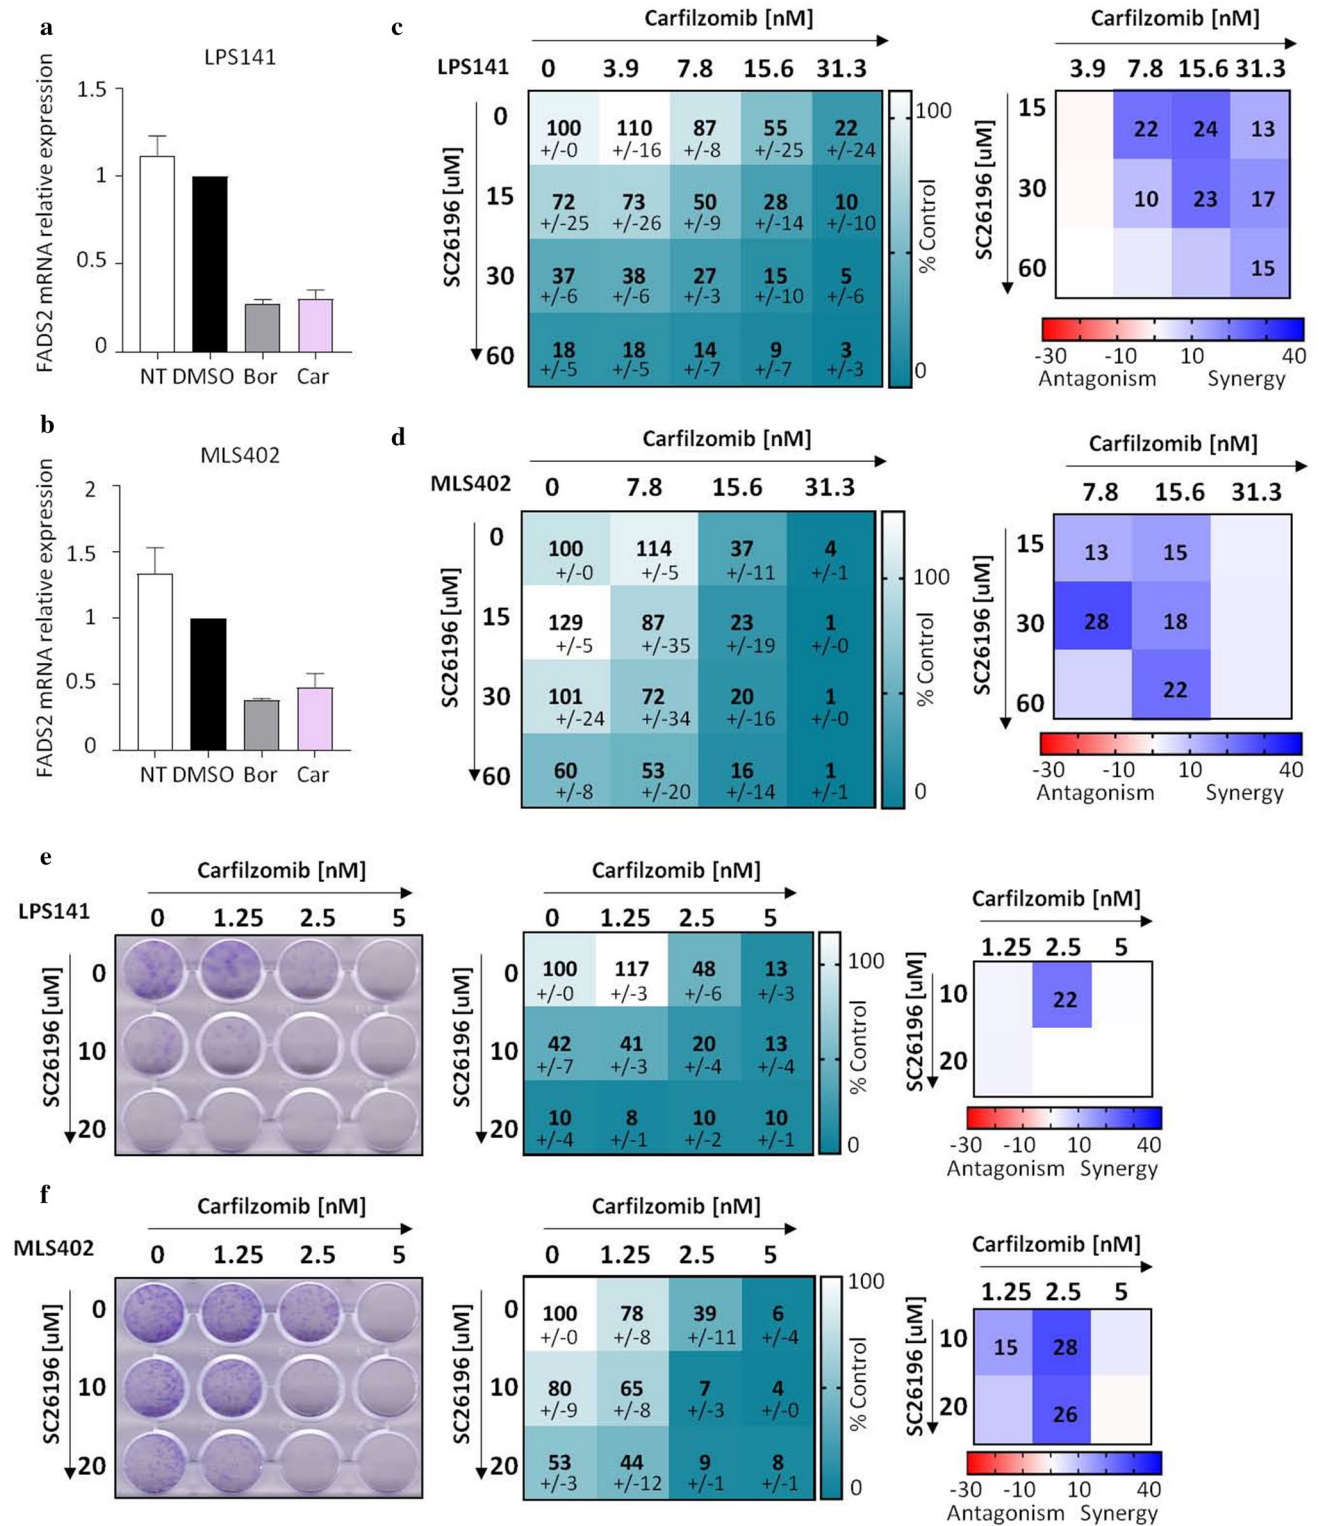 a
LPS141
FADS2 mRNA relative expression
1.5
1
0.5
0
NT DMSO Bor Car
b
MLS402
FADS2 mRNA relative expression
2
1.5
1
0.5
0
NT DMSO Bor Car
c
Carfilzomib [nM]
LPS141 0 3.9 7.8 15.6 31.3
SC26196 [uM]
0 100 110 87 55 22
+/-0 +/-16 +/-8 +/-25 +/-24
15 72 73 50 28 10
+/-25 +/-26 +/-9 +/-14 +/-10
30 37 38 27 15 5
+/-6 +/-6 +/-3 +/-10 +/-6
60 18 18 14 9 3
+/-5 +/-5 +/-7 +/-7 +/-3
100
% Control
0
Carfilzomib [nM]
3.9 7.8 15.6 31.3
SC26196 [uM]
15 22 24 13
30 10 23 17
60 15
-30 -10 10 40
Antagonism Synergy
d
Carfilzomib [nM]
MLS402 0 7.8 15.6 31.3
SC26196 [uM]
0 100 114 37 4
+/-0 +/-5 +/-11 +/-1
15 129 87 23 1
+/-5 +/-35 +/-19 +/-0
30 101 72 20 1
+/-24 +/-34 +/-16 +/-0
60 60 53 16 1
+/-8 +/-20 +/-14 +/-1
100
% Control
0
Carfilzomib [nM]
7.8 15.6 31.3
SC26196 [uM]
15 13 15
30 28 18
60 22
-30 -10 10 40
Antagonism Synergy
e
Carfilzomib [nM]
LPS141 0 1.25 2.5 5
SC26196 [uM]
0
10
20
Carfilzomib [nM]
0 1.25 2.5 5
SC26196 [uM]
0 100 117 48 13
+/-0 +/-3 +/-6 +/-3
10 42 41 20 13
+/-7 +/-3 +/-4 +/-4
20 10 8 10 10
+/-4 +/-1 +/-2 +/-1
100
% Control
0
Carfilzomib [nM]
1.25 2.5 5
SC26196 [uM]
10 22
20
-30 -10 10 40
Antagonism Synergy
f
Carfilzomib [nM]
MLS402 0 1.25 2.5 5
SC26196 [uM]
0
10
20
Carfilzomib [nM]
0 1.25 2.5 5
SC26196 [uM]
0 100 78 39 6
+/-0 +/-8 +/-11 +/-4
10 80 65 7 4
+/-9 +/-8 +/-3 +/-0
20 53 44 9 8
+/-3 +/-12 +/-1 +/-1
100
% Control
0
Carfilzomib [nM]
1.25 2.5 5
SC26196 [uM]
10 15 28
20 26
-30 -10 10 40
Antagonism Synergy